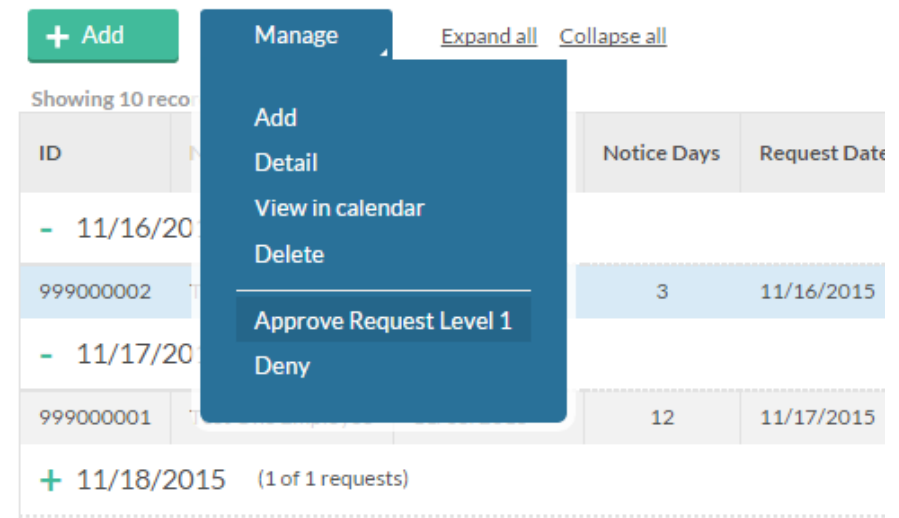 + Add Manage Expand all Collapse all
Showing 10
Add
ID Notice Days Request Date
Detail
View in calendar
- 11/16/20
Delete
999000002 3 11/16/2015
Approve Request Level 1
- 11/17/20
Deny
999000001 12 11/17/2015
+ 11/18/2015 (1 of 1 requests)